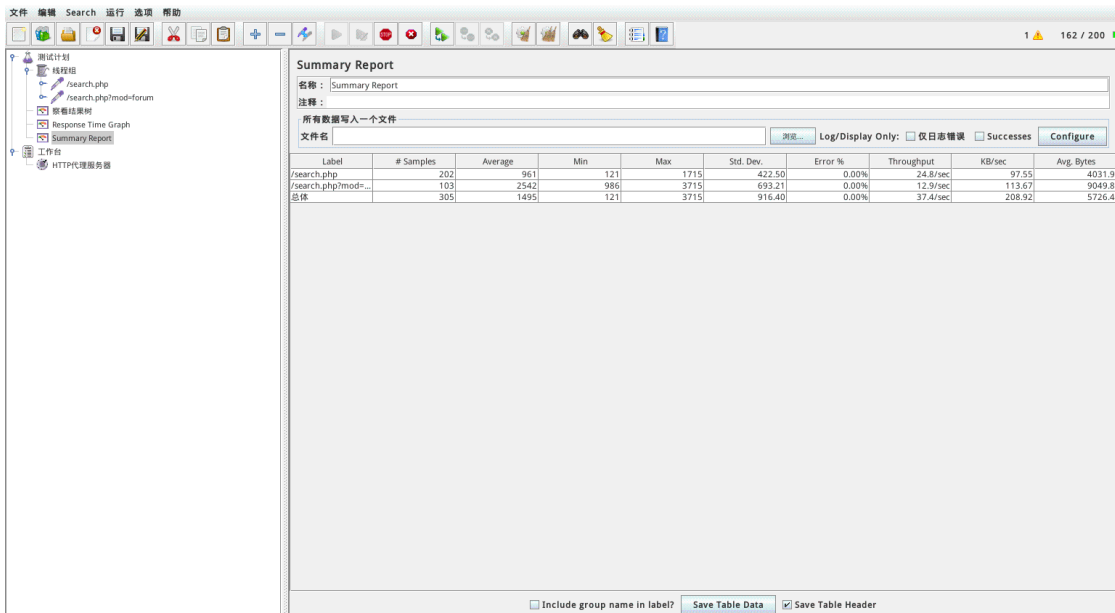 文件 编辑 Search 运行 选项 帮助
1 162 / 200
测试计划
线程组
/search.php
/search.php?mod=forum
察看结果树
Response Time Graph
Summary Report
工作台
HTTP代理服务器
Summary Report
名称： Summary Report
注释：
所有数据写入一个文件
文件名 浏览... Log/Display Only: 仅日志错误 Successes Configure
Label # Samples Average Min Max Std. Dev. Error % Throughput KB/sec Avg. Bytes
/search.php 202 961 121 1715 422.50 0.00% 24.8/sec 97.55 4031.9
/search.php?mod=... 103 2542 986 3715 693.21 0.00% 12.9/sec 113.67 9049.8
总体 305 1495 121 3715 916.40 0.00% 37.4/sec 208.92 5726.4
Include group name in label? Save Table Data Save Table Header